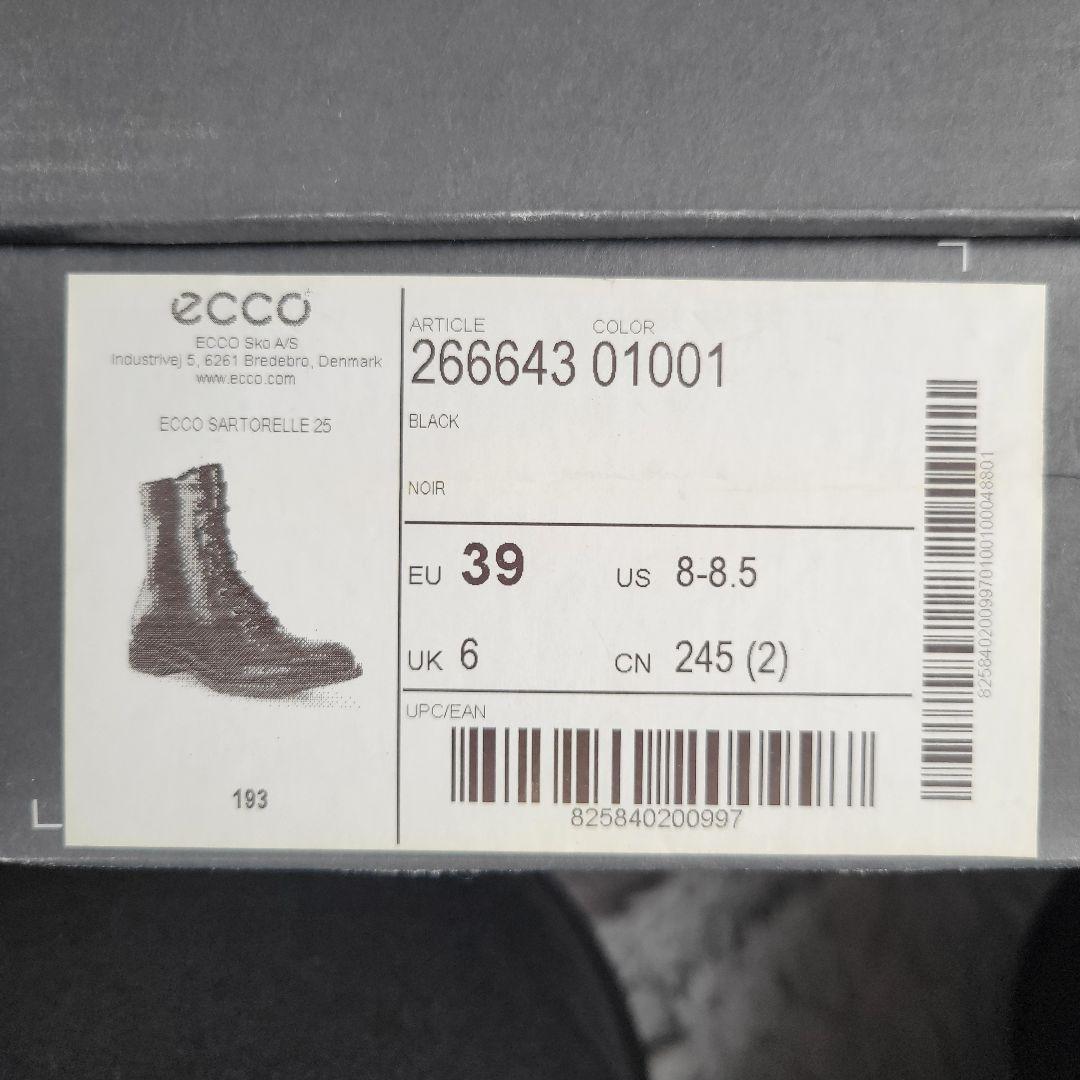 ecco
ECCO Sko A/S
Industrivej 5, 6261 Bredebro, Denmark
www.ecco.com
ECCO SARTORELLE 25
193
ARTICLE COLOR
266643 01001
BLACK
NOIR
EU 39 US 8-8.5
UK 6 CN 245 (2)
UPC/EAN
825840200997
8258402009970100100048801